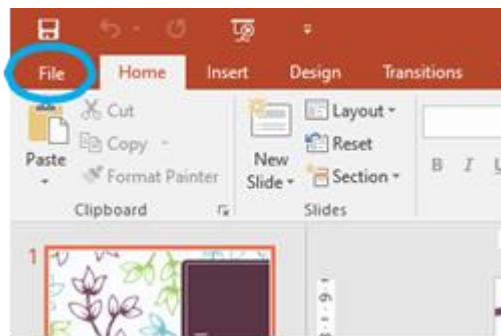 File Home Insert Design Transitions
Cut
Copy
Format Painter
Paste
Clipboard
New
Slide
Layout
Reset
Section
Slides
B I U
1